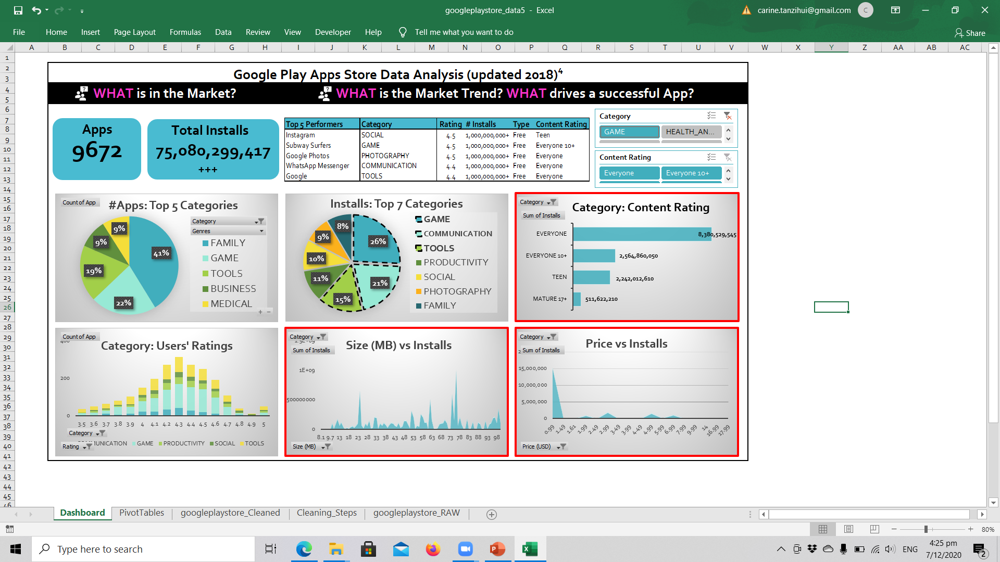 googleplaystore_data5 - Excel
carine.tanzihui@gmail.com
C
File Home Insert Page Layout Formulas Data Review View Developer Help Tell me what you want to do
Share
A B C D E F G H I J K L M N O P Q R S T U V W X Y Z AA AB AC
1
2
3
4
5
6
7
8
9
10
11
12
13
14
15
16
17
18
19
20
21
22
23
24
25
26
27
28
29
30
31
32
33
34
35
36
37
38
39
40
41
42
43
44
45
46
Google Play Apps Store Data Analysis (updated 2018)⁴
WHAT is in the Market?
WHAT is the Market Trend? WHAT drives a successful App?
Apps
9672
Total Installs
75,080,299,417
+++
Top 5 Performers Category Rating # Installs Type Content Rating
Instagram SOCIAL 4.5 1,000,000,000+ Free Teen
Subway Surfers GAME 4.5 1,000,000,000+ Free Everyone 10+
Google Photos PHOTOGRAPHY 4.5 1,000,000,000+ Free Everyone
WhatsApp Messenger COMMUNICATION 4.4 1,000,000,000+ Free Everyone
Google TOOLS 4.4 1,000,000,000+ Free Everyone
Category
GAME HEALTH_AN...
Content Rating
Everyone Everyone 10+
Count of App
#Apps: Top 5 Categories
Category
Genres
FAMILY
GAME
TOOLS
BUSINESS
MEDICAL
41%
22%
19%
9%
9%
+ −
Installs: Top 7 Categories
GAME
COMMUNICATION
TOOLS
PRODUCTIVITY
SOCIAL
PHOTOGRAPHY
FAMILY
26%
21%
15%
11%
10%
9%
8%
Category
Sum of Installs
Category: Content Rating
EVERYONE 8,380,529,545
EVERYONE 10+ 2,564,860,050
TEEN 2,242,012,610
MATURE 17+ 511,622,210
Count of App
Category: Users' Ratings
400
200
0
3.5 3.6 3.7 3.8 3.9 4 4.1 4.2 4.3 4.4 4.5 4.6 4.7 4.8 4.9 5
Category
Rating
MUNICATION GAME PRODUCTIVITY SOCIAL TOOLS
Category
Sum of Installs
Size (MB) vs Installs
1.5E+09
1E+09
500000000
0
8.1 9.7 13 18 23 28 33 38 43 48 53 58 63 68 73 78 83 88 93 98
Size (MB)
Category
Sum of Installs
Price vs Installs
2
15,000,000
10,000,000
5,000,000
0
0.99 1.49 1.61 1.99 2.49 2.99 3.49 3.99 4.49 4.99 5.99 6.99 7.99 9.99 14 16.99 17.99
Price (USD)
Dashboard PivotTables googleplaystore_Cleaned Cleaning_Steps googleplaystore_RAW
80%
Type here to search
ENG
4:25 pm
7/12/2020
2